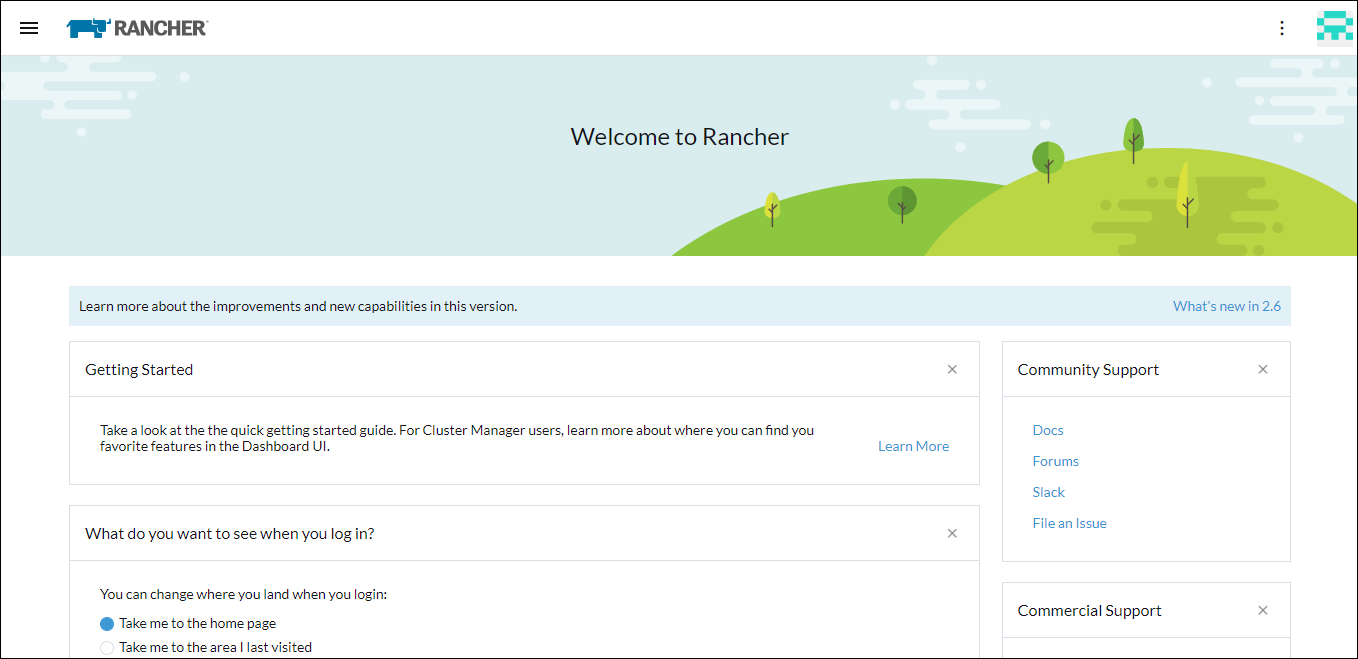 RANCHER
Welcome to Rancher
Learn more about the improvements and new capabilities in this version.
What's new in 2.6
Getting Started
Take a look at the the quick getting started guide. For Cluster Manager users, learn more about where you can find you
favorite features in the Dashboard UI.
Learn More
What do you want to see when you log in?
You can change where you land when you login:
Take me to the home page
Take me to the area I last visited
Community Support
Docs
Forums
Slack
File an Issue
Commercial Support